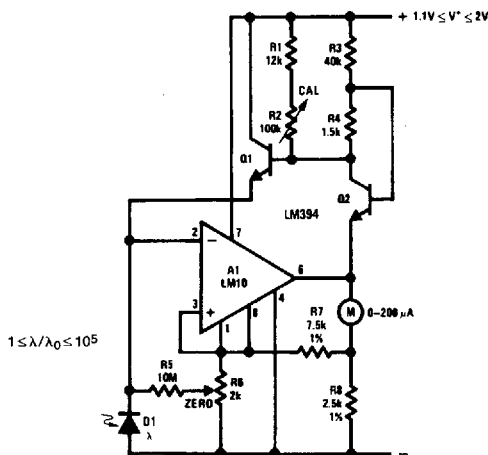 + 1.1V ≤ V⁺ ≤ 2V
R1
12k
R3
40k
CAL
R2
100k
R4
1.5k
Q1
Q2
LM394
2
−
7
A1
LM10
6
3
+
1
8
4
M
0-200 µA
R7
7.5k
1%
1 ≤ λ/λ₀ ≤ 10⁵
R5
10M
R6
2k
ZERO
R8
2.5k
1%
D1
λ
−